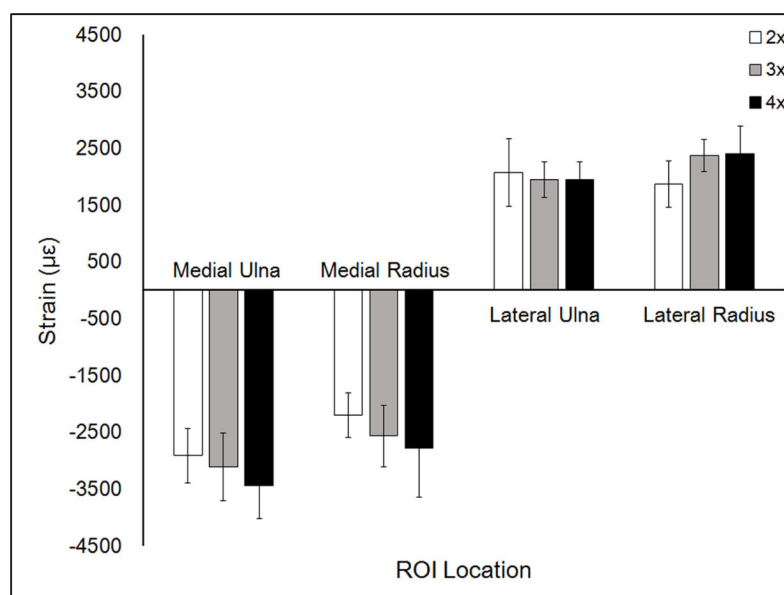 4500
3500
2500
1500
500
-500
-1500
-2500
-3500
-4500
Strain (με)
2x
3x
4x
Medial Ulna
Medial Radius
Lateral Ulna
Lateral Radius
ROI Location